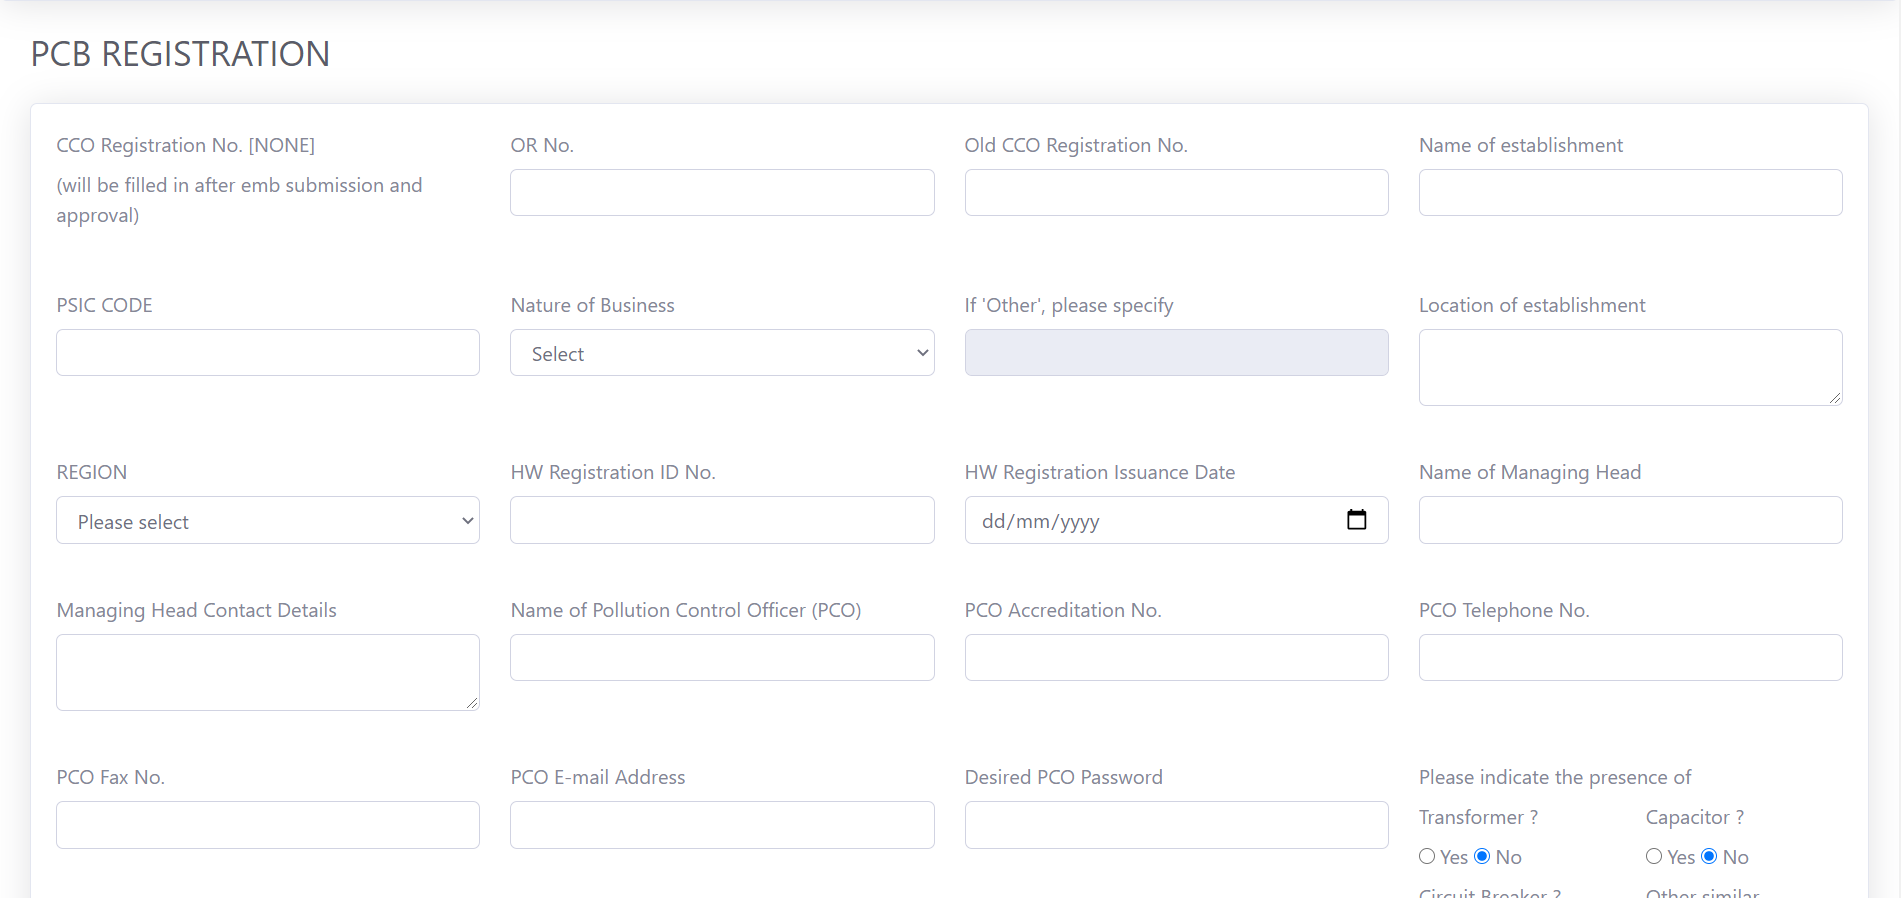 PCB REGISTRATION
CCO Registration No. [NONE]
(will be filled in after emb submission and
approval)
OR No.
Old CCO Registration No.
Name of establishment
PSIC CODE
Nature of Business
Select
If 'Other', please specify
Location of establishment
REGION
Please select
HW Registration ID No.
HW Registration Issuance Date
dd/mm/yyyy
Name of Managing Head
Managing Head Contact Details
Name of Pollution Control Officer (PCO)
PCO Accreditation No.
PCO Telephone No.
PCO Fax No.
PCO E-mail Address
Desired PCO Password
Please indicate the presence of
Transformer ?
Yes No
Capacitor ?
Yes No
Circuit Breaker ?
Other similar